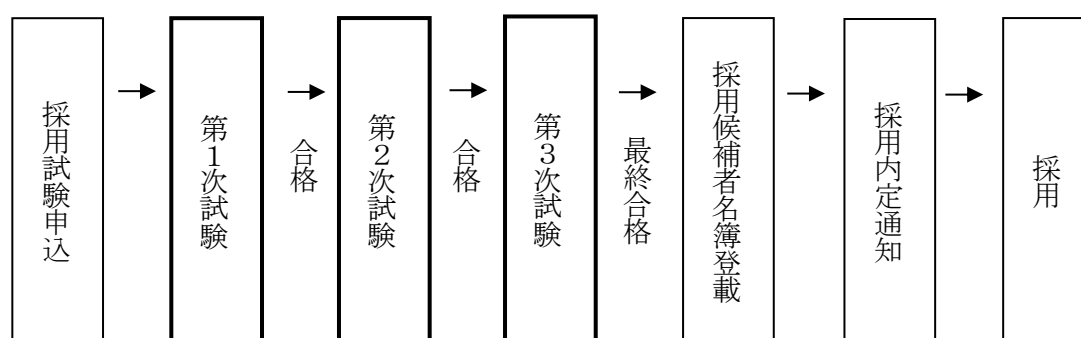 採用試験申込
第１次試験
合格
第２次試験
合格
第３次試験
最終合格
採用候補者名簿登載
採用内定通知
採用